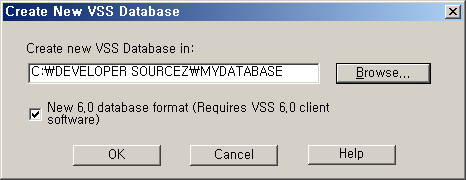 Create New VSS Database
Create new VSS Database in:
C:₩DEVELOPER SOURCEZ₩MYDATABASE
Browse...
New 6.0 database format (Requires VSS 6.0 client
software)
OK
Cancel
Help